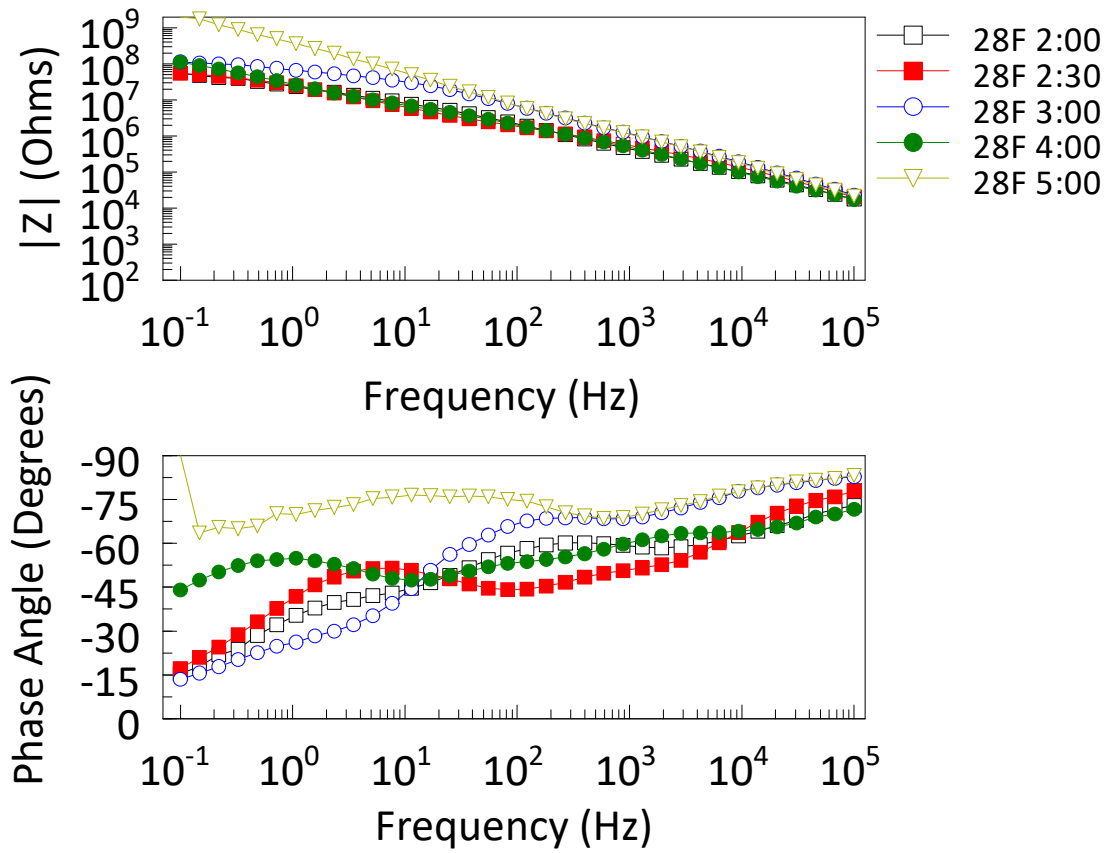 |Z| (Ohms)
10^9
10^8
10^7
10^6
10^5
10^4
10^3
10^2
10^-1 10^0 10^1 10^2 10^3 10^4 10^5
Frequency (Hz)
28F 2:00
28F 2:30
28F 3:00
28F 4:00
28F 5:00
Phase Angle (Degrees)
-90
-75
-60
-45
-30
-15
0
10^-1 10^0 10^1 10^2 10^3 10^4 10^5
Frequency (Hz)